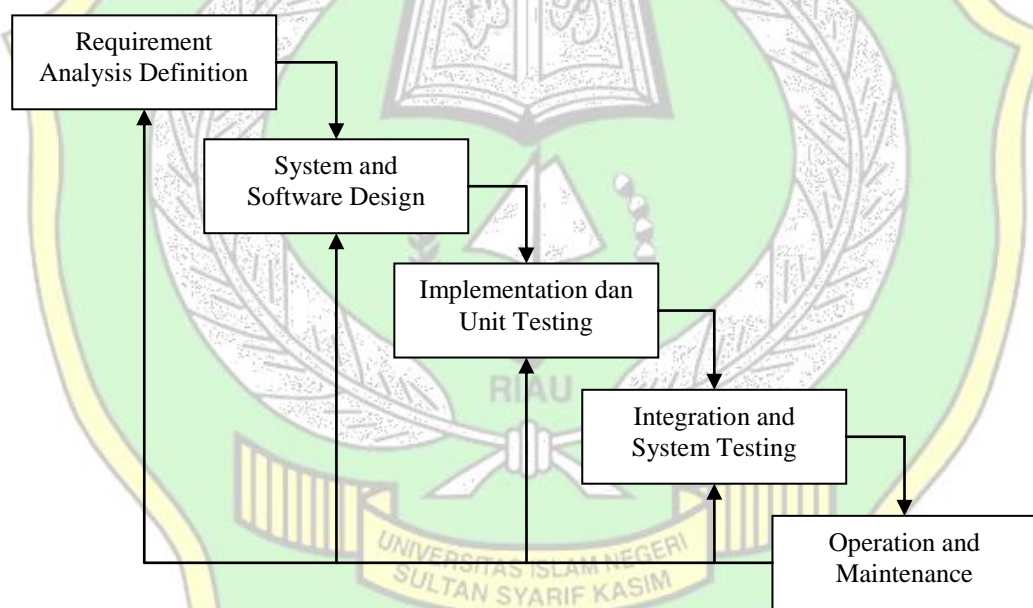 Requirement
Analysis Definition
System and
Software Design
Implementation dan
Unit Testing
RIAU
Integration and
System Testing
Operation and
Maintenance
UNIVERSITAS ISLAM NEGERI
SULTAN SYARIF KASIM